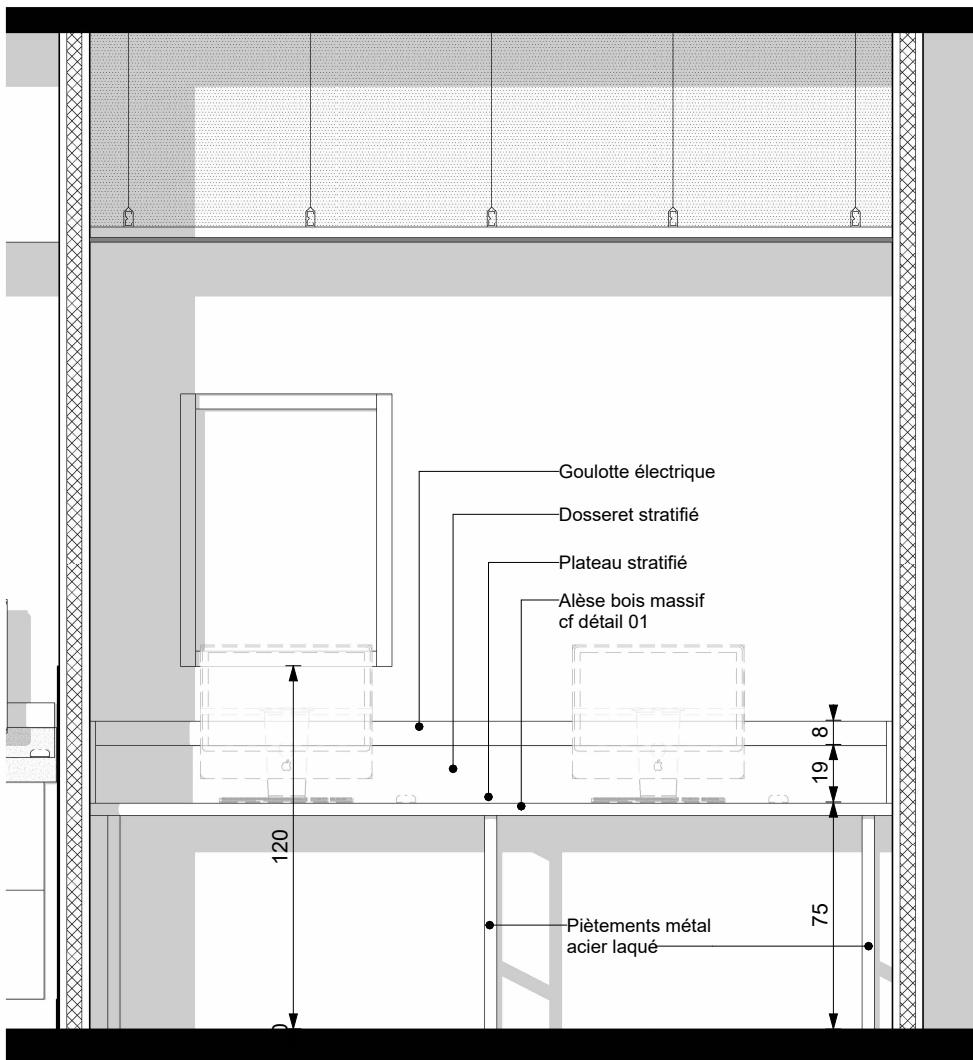 Goulotte électrique
Dosseret stratifié
Plateau stratifié
Alèse bois massif
cf détail 01
8
19
120
75
Piètements métal
acier laqué
0